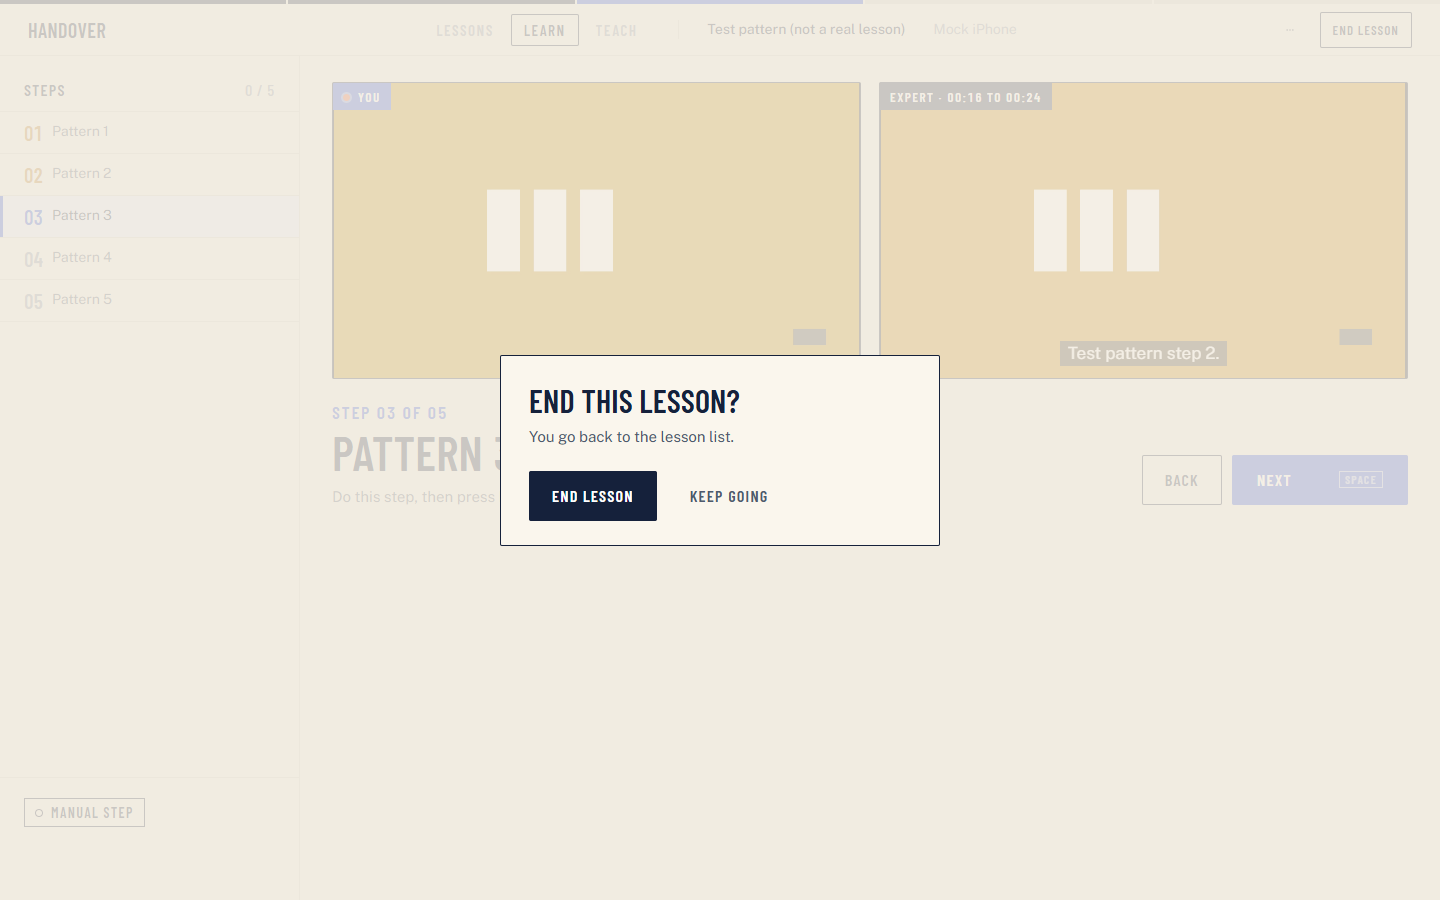 HANDOVER
LESSONS
LEARN
TEACH
Test pattern (not a real lesson)
Mock iPhone
END LESSON
STEPS
0 / 5
01 Pattern 1
02 Pattern 2
03 Pattern 3
04 Pattern 4
05 Pattern 5
MANUAL STEP
YOU
EXPERT · 00:16 TO 00:24
Test pattern step 2.
STEP 03 OF 05
PATTERN 3
Do this step, then press
BACK
NEXT
SPACE
END THIS LESSON?
You go back to the lesson list.
END LESSON
KEEP GOING